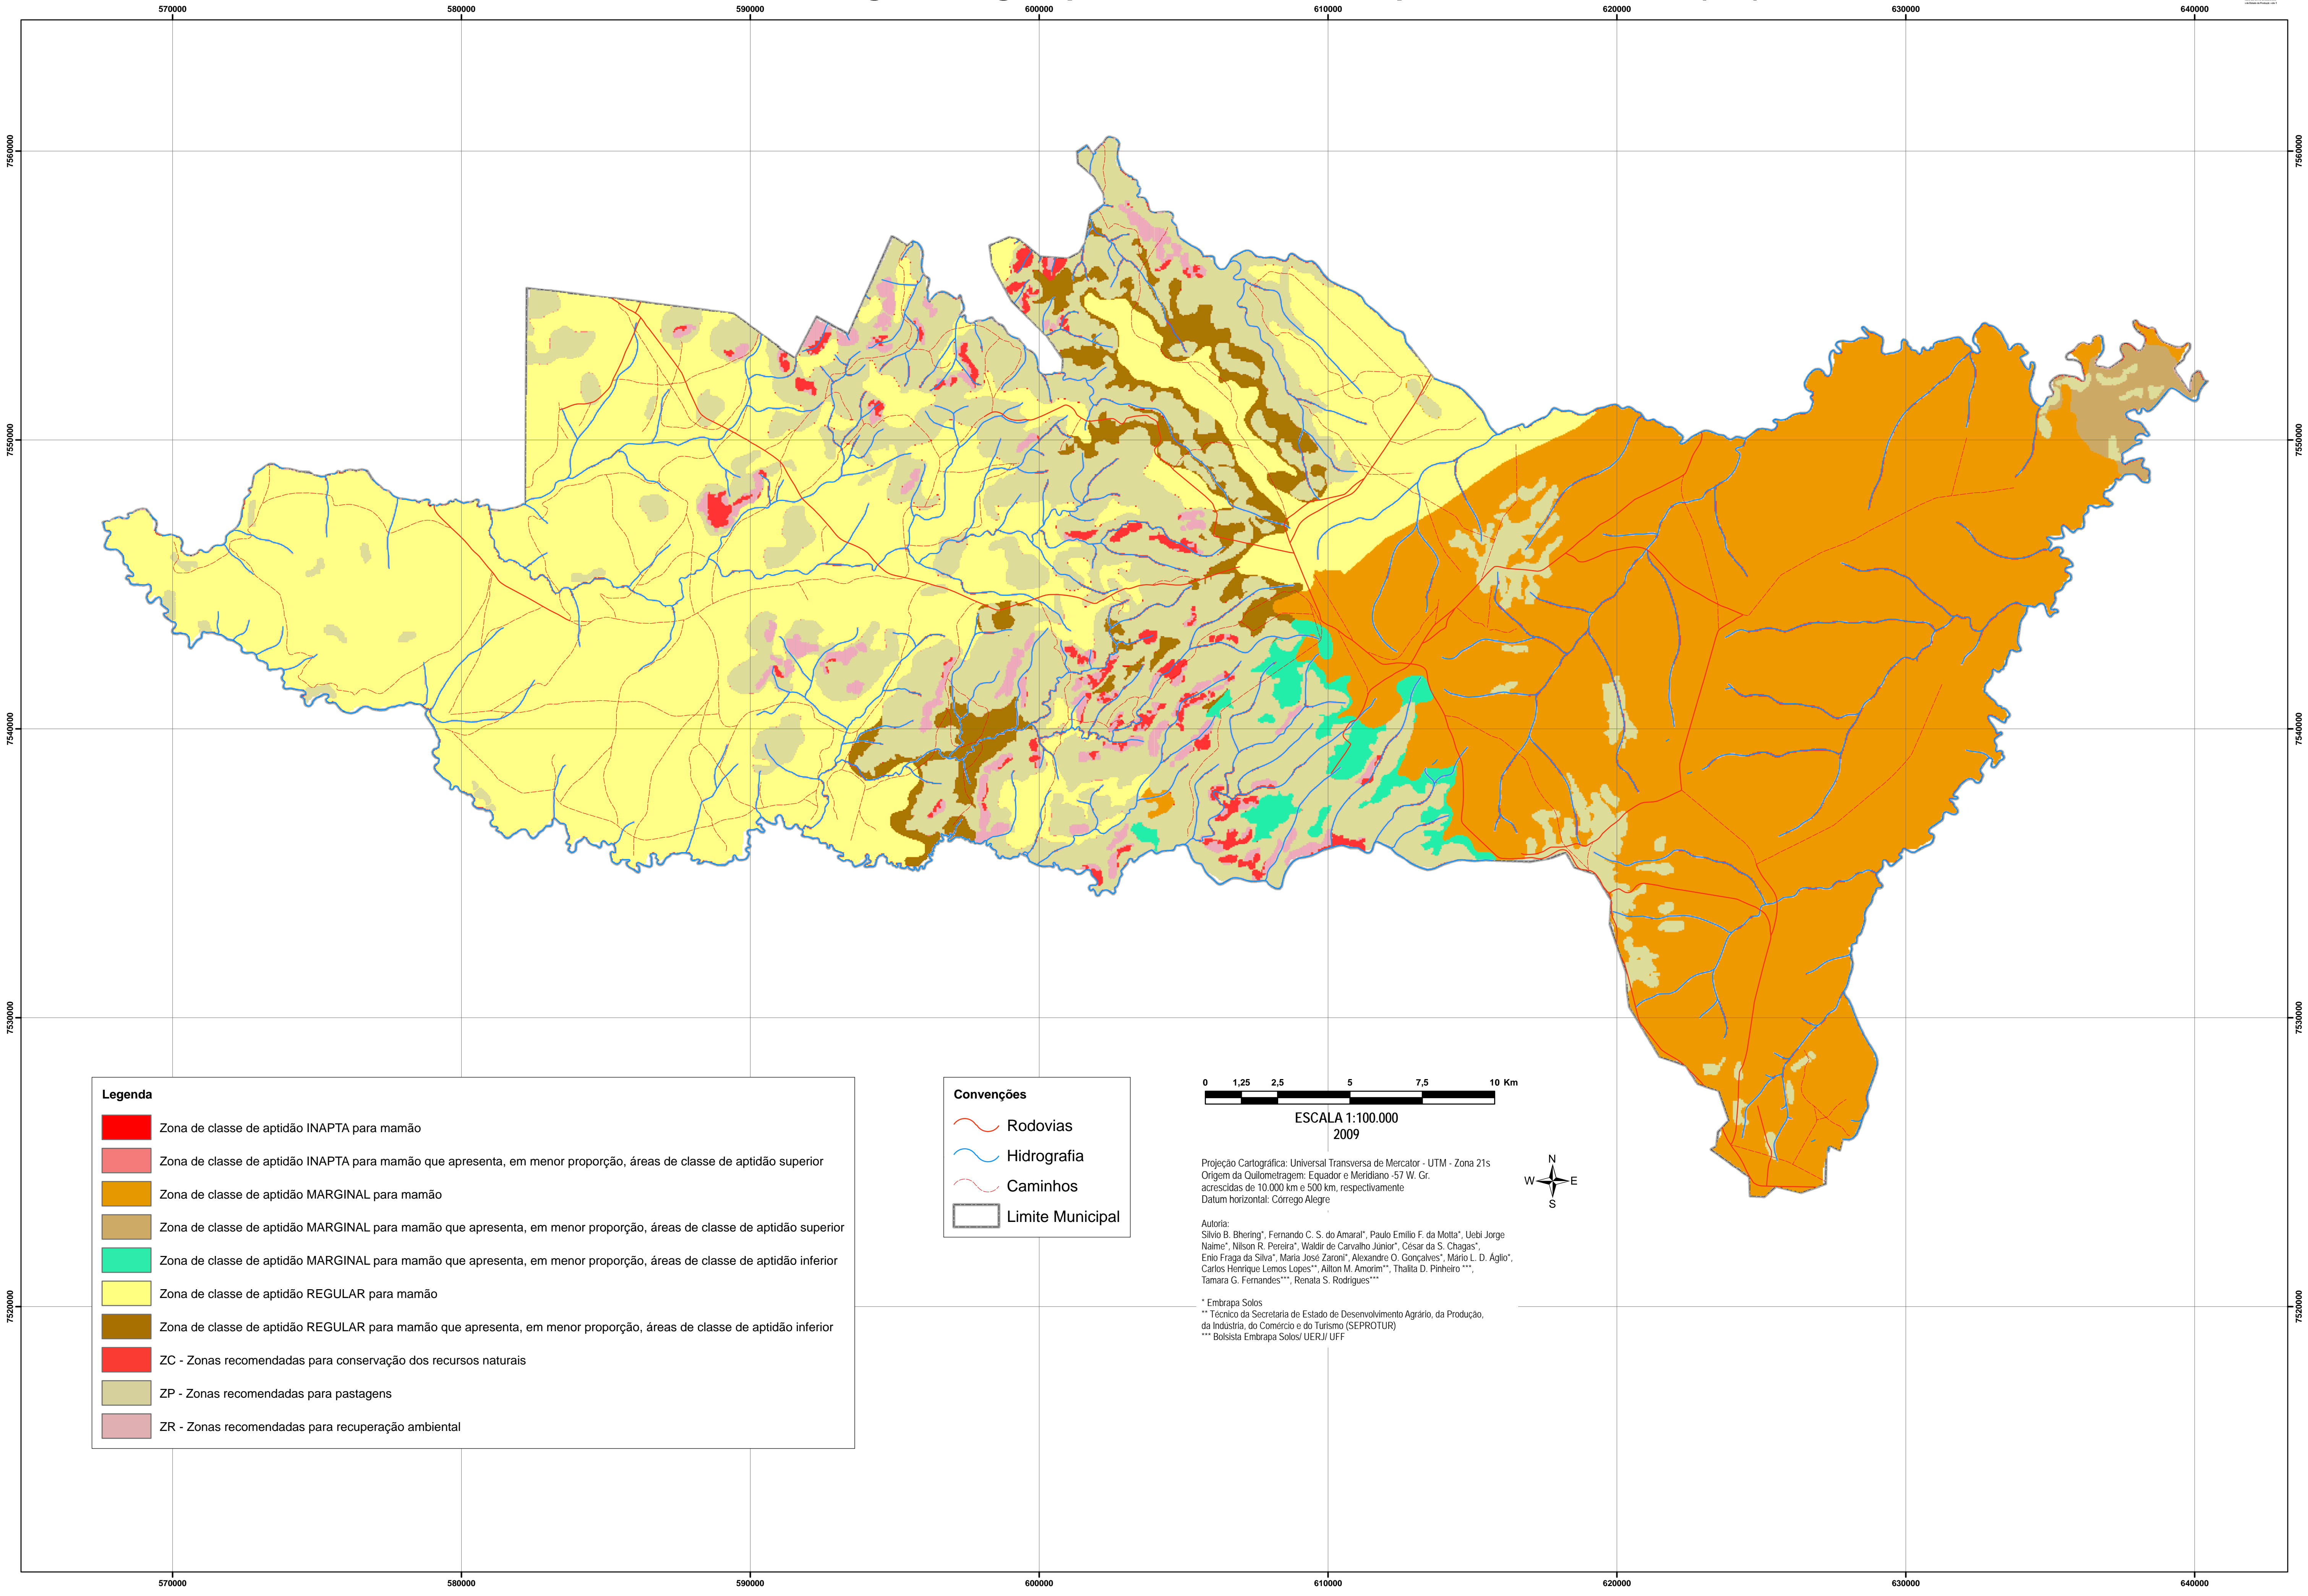 570000 580000 590000 600000 610000 620000 630000 640000
7560000 7560000
7550000 7550000
7540000 7540000
7530000 7530000
7520000 7520000
Legenda
Zona de classe de aptidão INAPTA para mamão
Zona de classe de aptidão INAPTA para mamão que apresenta, em menor proporção, áreas de classe de aptidão superior
Zona de classe de aptidão MARGINAL para mamão
Zona de classe de aptidão MARGINAL para mamão que apresenta, em menor proporção, áreas de classe de aptidão superior
Zona de classe de aptidão MARGINAL para mamão que apresenta, em menor proporção, áreas de classe de aptidão inferior
Zona de classe de aptidão REGULAR para mamão
Zona de classe de aptidão REGULAR para mamão que apresenta, em menor proporção, áreas de classe de aptidão inferior
ZC - Zonas recomendadas para conservação dos recursos naturais
ZP - Zonas recomendadas para pastagens
ZR - Zonas recomendadas para recuperação ambiental
Convenções
Rodovias
Hidrografia
Caminhos
Limite Municipal
0 1,25 2,5 5 7,5 10 Km
ESCALA 1:100.000
2009
Projeção Cartográfica: Universal Transversa de Mercator - UTM - Zona 21s
Origem da Quilometragem: Equador e Meridiano -57 W. Gr.
acrescidas de 10.000 km e 500 km, respectivamente
Datum horizontal: Córrego Alegre
N
W E
S
Autoria:
Silvio B. Bhering*, Fernando C. S. do Amaral*, Paulo Emílio F. da Motta*, Uebi Jorge
Naime*, Nilson R. Pereira*, Waldir de Carvalho Júnior*, César da S. Chagas*,
Enio Fraga da Silva*, Maria José Zaroni*, Alexandre O. Gonçalves*, Mário L. D. Áglio*,
Carlos Henrique Lemos Lopes**, Ailton M. Amorim**, Thalita D. Pinheiro ***,
Tamara G. Fernandes***, Renata S. Rodrigues***
* Embrapa Solos
** Técnico da Secretaria de Estado de Desenvolvimento Agrário, da Produção,
da Indústria, do Comércio e do Turismo (SEPROTUR)
*** Bolsista Embrapa Solos/ UERJ/ UFF
570000 580000 590000 600000 610000 620000 630000 640000